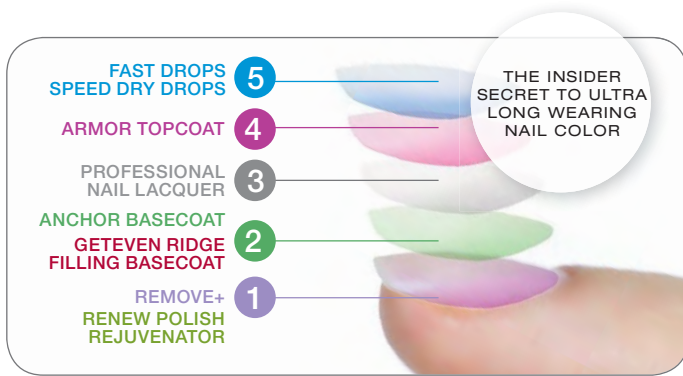 FAST DROPS
SPEED DRY DROPS
5
ARMOR TOPCOAT
4
PROFESSIONAL
NAIL LACQUER
3
ANCHOR BASECOAT
GETEVEN RIDGE
FILLING BASECOAT
2
REMOVE+
1
RENEW POLISH
REJUVENATOR
THE INSIDER
SECRET TO ULTRA
LONG WEARING
NAIL COLOR